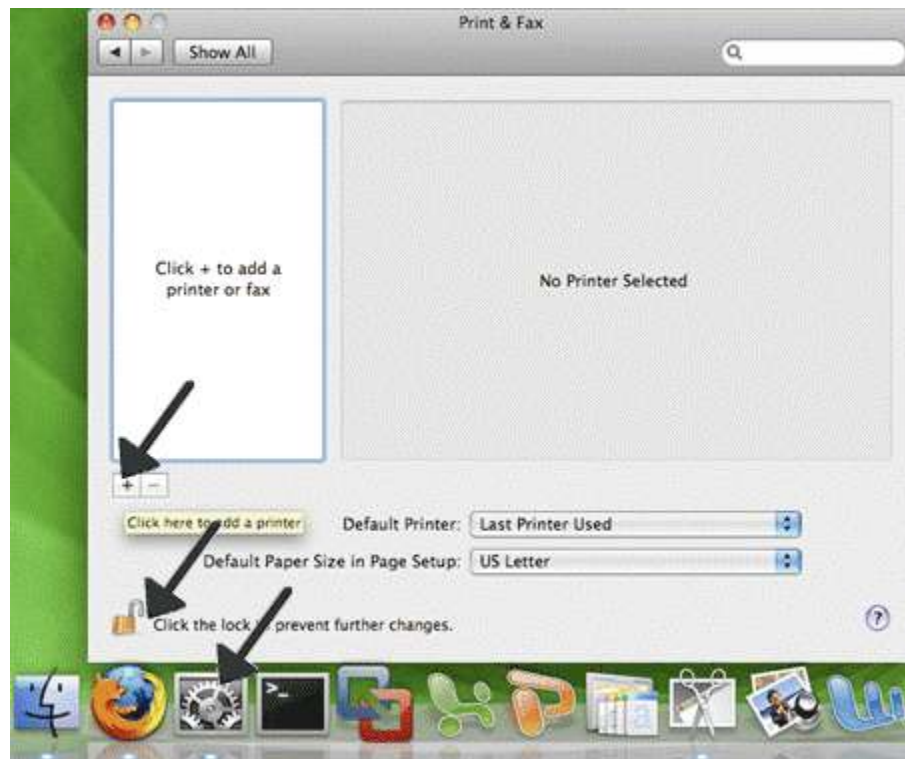 Print & Fax
Show All
Click + to add a
printer or fax
No Printer Selected
+ -
Click here to add a printer
Default Printer: Last Printer Used
Default Paper Size in Page Setup: US Letter
Click the lock to prevent further changes.
?
>_